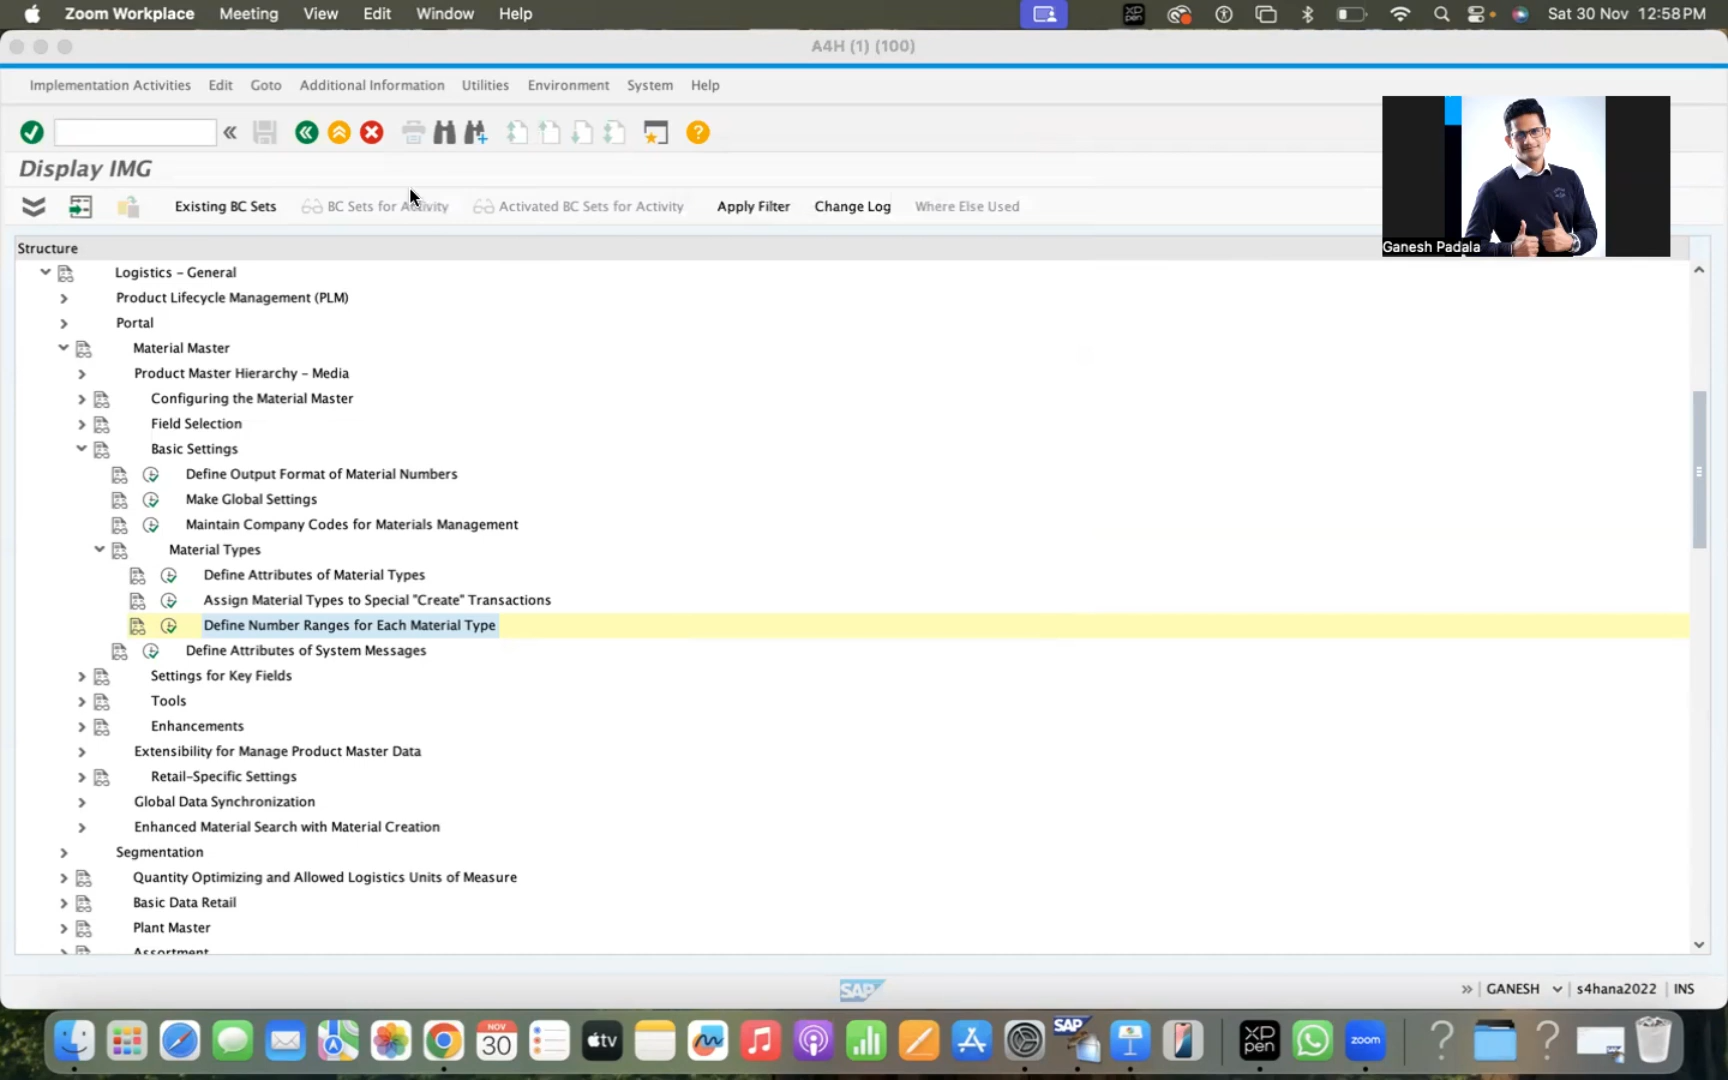 Zoom Workplace Meeting View Edit Window Help
Sat 30 Nov 12:58 PM
A4H (1) (100)
Implementation Activities Edit Goto Additional Information Utilities Environment System Help
Display IMG
Existing BC Sets BC Sets for Activity Activated BC Sets for Activity Apply Filter Change Log Where Else Used
Ganesh Padala
Structure
Logistics - General
Product Lifecycle Management (PLM)
Portal
Material Master
Product Master Hierarchy - Media
Configuring the Material Master
Field Selection
Basic Settings
Define Output Format of Material Numbers
Make Global Settings
Maintain Company Codes for Materials Management
Material Types
Define Attributes of Material Types
Assign Material Types to Special "Create" Transactions
Define Number Ranges for Each Material Type
Define Attributes of System Messages
Settings for Key Fields
Tools
Enhancements
Extensibility for Manage Product Master Data
Retail-Specific Settings
Global Data Synchronization
Enhanced Material Search with Material Creation
Segmentation
Quantity Optimizing and Allowed Logistics Units of Measure
Basic Data Retail
Plant Master
Assortment
SAP
GANESH s4hana2022 INS
NOV
30
tv
SAP
XP
pen
zoom